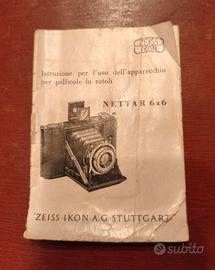 ZEISS
IKON
Istruzione per l'uso dell'apparecchio
per pellicole in rotoli
NETTAR 6x6
ZEISS IKON A.G. STUTTGART
subito